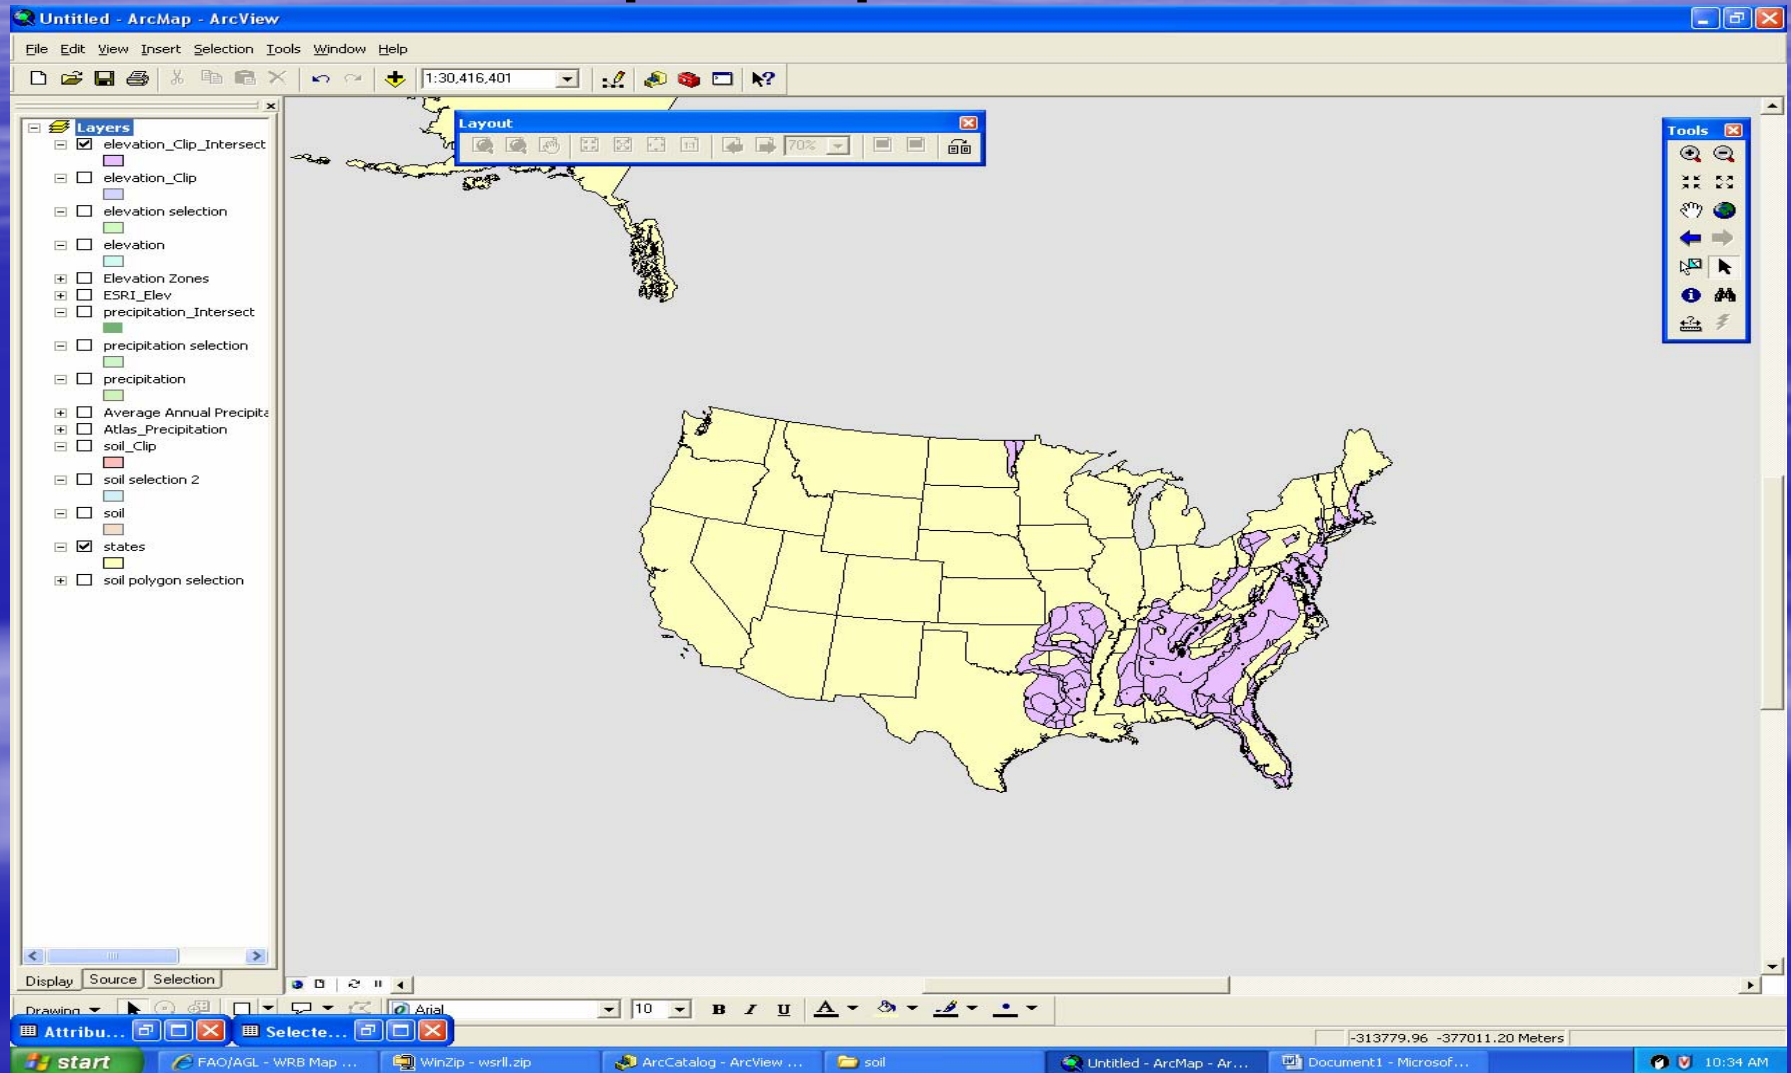 Untitled - ArcMap - ArcView
File Edit View Insert Selection Tools Window Help
1:30,416,401
Layers
elevation_Clip_Intersect
elevation_Clip
elevation selection
elevation
Elevation Zones
ESRI_Elev
precipitation_Intersect
precipitation selection
precipitation
Average Annual Precipita
Atlas_Precipitation
soil_Clip
soil selection 2
soil
states
soil polygon selection
Layout
1:1
70%
Tools
Display Source Selection
Drawing
Arial
10
B I U A
Attribu...
Selecte...
-313779.96 -377011.20 Meters
start
FAO/AGL - WRB Map ...
WinZip - wsrll.zip
ArcCatalog - ArcView ...
soil
Untitled - ArcMap - Ar...
Document1 - Microsof...
10:34 AM